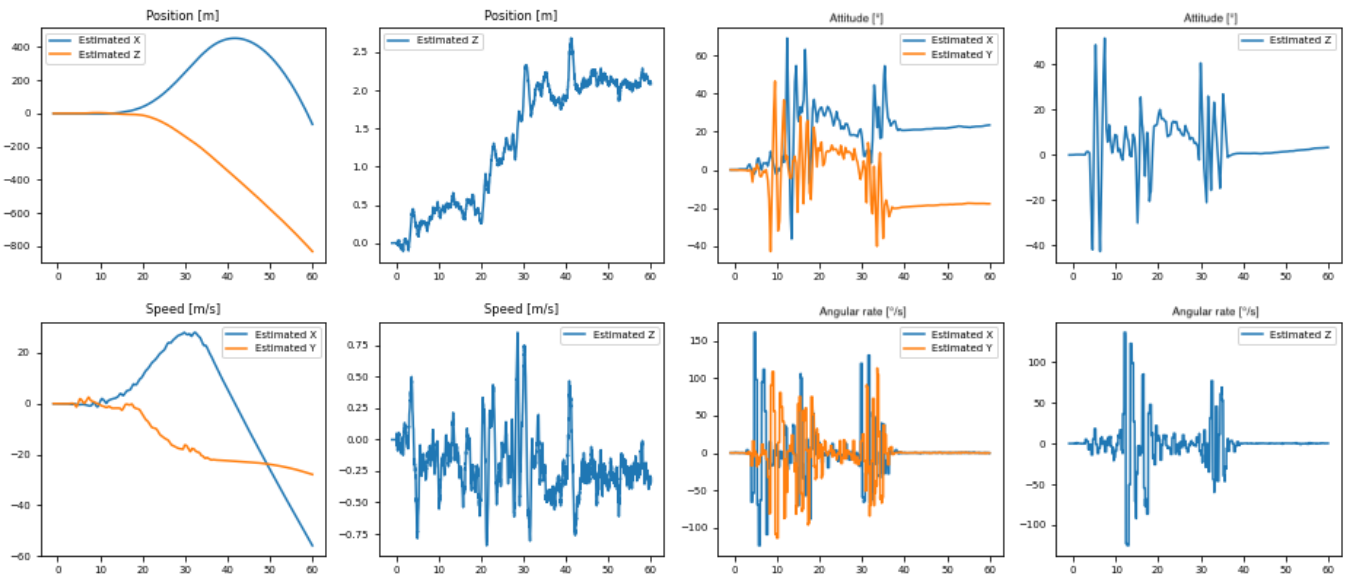 Position [m]
Estimated X
Estimated Z
400
200
0
−200
−400
−600
−800
0 10 20 30 40 50 60
Position [m]
Estimated Z
2.5
2.0
1.5
1.0
0.5
0.0
0 10 20 30 40 50 60
Attitude [°]
Estimated X
Estimated Y
60
40
20
0
−20
−40
0 10 20 30 40 50 60
Attitude [°]
Estimated Z
40
20
0
−20
−40
0 10 20 30 40 50 60
Speed [m/s]
Estimated X
Estimated Y
20
0
−20
−40
−60
0 10 20 30 40 50 60
Speed [m/s]
Estimated Z
0.75
0.50
0.25
0.00
−0.25
−0.50
−0.75
0 10 20 30 40 50 60
Angular rate [°/s]
Estimated X
Estimated Y
150
100
50
0
−50
−100
0 10 20 30 40 50 60
Angular rate [°/s]
Estimated Z
100
50
0
−50
−100
0 10 20 30 40 50 60